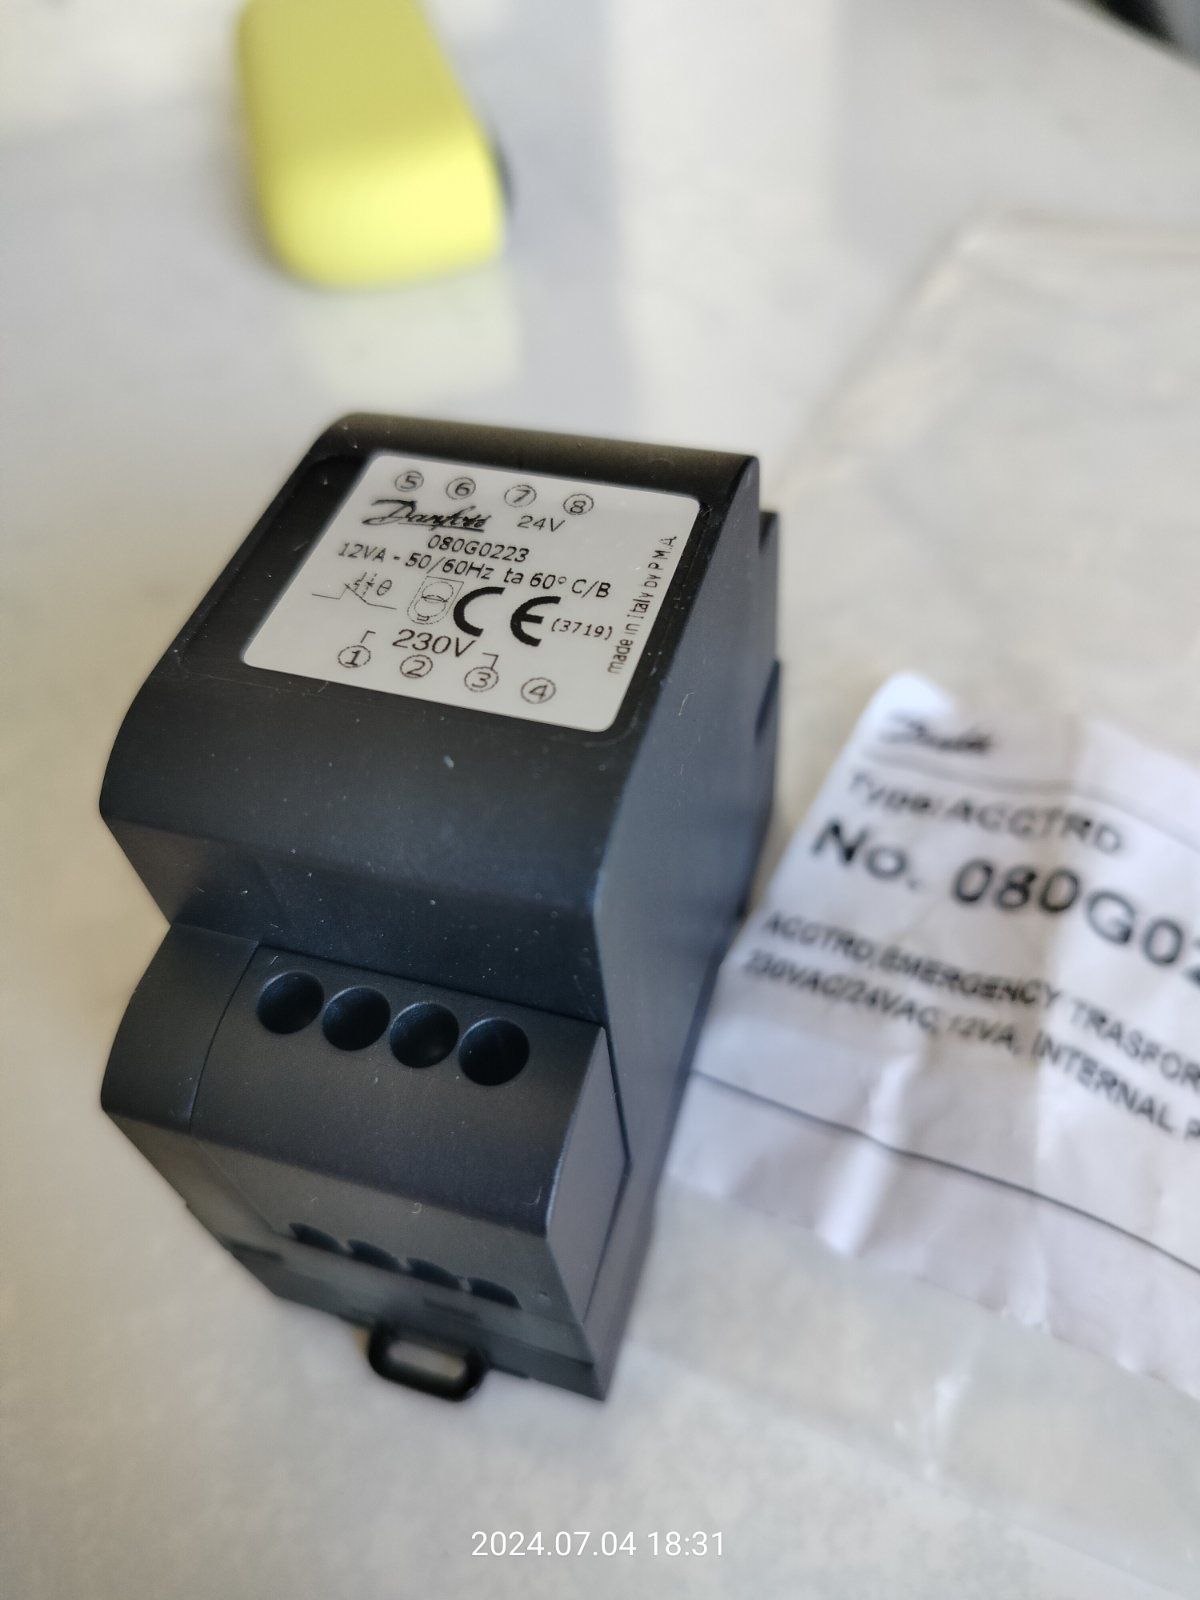 5 6 7 8
Danfoss 24V
080G0223
12VA - 50/60Hz ta 60° C/B
CE (3719)
230V
1 2 3 4
made in Italy by P.M.A.
Danfoss
Type: ACCTRD
No. 080G02
ACCTRD, EMERGENCY TRASFOR
230VAC/24VAC, 12VA, INTERNAL P
2024.07.04 18:31